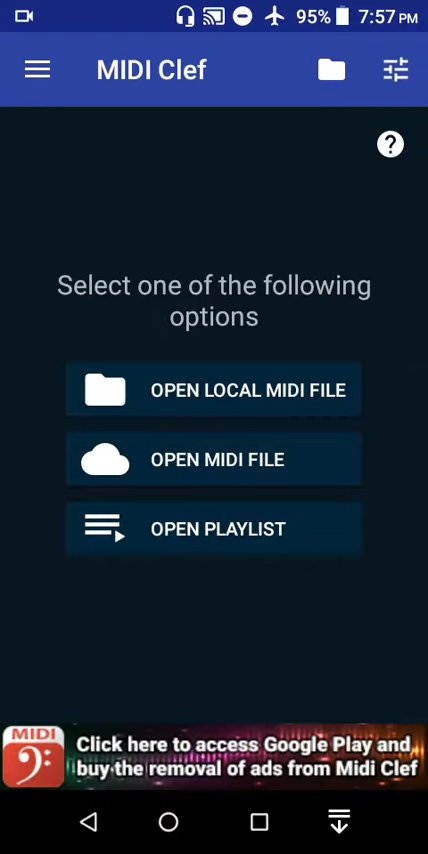 95% 7:57 PM
MIDI Clef
?
Select one of the following
options
OPEN LOCAL MIDI FILE
OPEN MIDI FILE
OPEN PLAYLIST
MIDI
Click here to access Google Play and
buy the removal of ads from Midi Clef